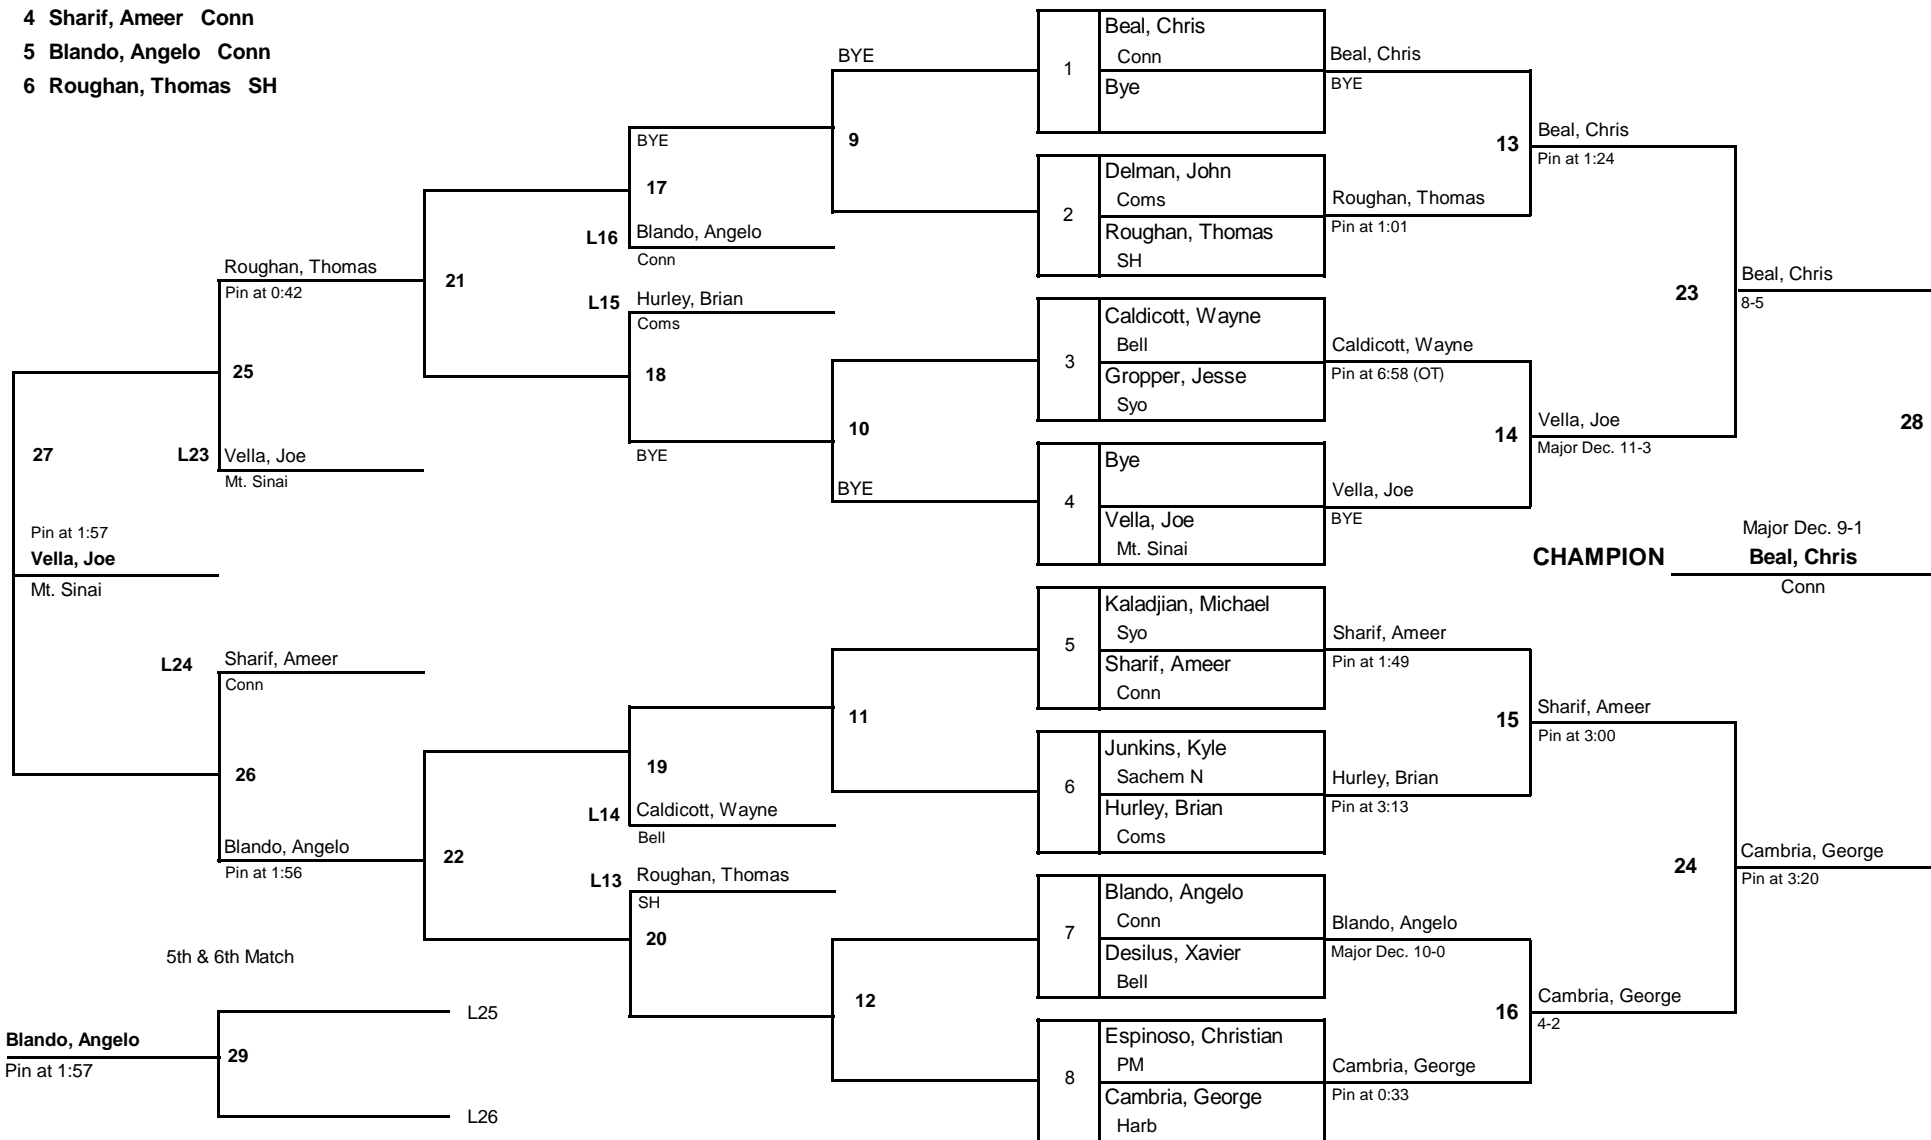 4 Sharif, Ameer Conn
5 Blando, Angelo Conn
6 Roughan, Thomas SH
Beal, Chris
Conn
1
Bye
BYE
Beal, Chris
BYE
Delman, John
Coms
2
Roughan, Thomas
SH
Roughan, Thomas
Pin at 1:01
13
Beal, Chris
Pin at 1:24
9
BYE
17
L16
Blando, Angelo
Conn
Roughan, Thomas
Pin at 0:42
21
L15
Hurley, Brian
Coms
18
BYE
Caldicott, Wayne
Bell
3
Gropper, Jesse
Syo
Caldicott, Wayne
Pin at 6:58 (OT)
23
Beal, Chris
8-5
25
10
BYE
14
Vella, Joe
Major Dec. 11-3
28
27
L23
Vella, Joe
Mt. Sinai
Bye
4
Vella, Joe
Mt. Sinai
Vella, Joe
BYE
Pin at 1:57
Vella, Joe
Mt. Sinai
Major Dec. 9-1
CHAMPION
Beal, Chris
Conn
Kaladjian, Michael
Syo
5
Sharif, Ameer
Conn
Sharif, Ameer
Pin at 1:49
L24
Sharif, Ameer
Conn
11
15
Sharif, Ameer
Pin at 3:00
26
19
L14
Caldicott, Wayne
Bell
Junkins, Kyle
Sachem N
6
Hurley, Brian
Coms
Hurley, Brian
Pin at 3:13
Blando, Angelo
Pin at 1:56
22
L13
Roughan, Thomas
SH
20
24
Cambria, George
Pin at 3:20
Blando, Angelo
Conn
7
Desilus, Xavier
Bell
Blando, Angelo
Major Dec. 10-0
5th & 6th Match
12
16
Cambria, George
4-2
L25
Blando, Angelo
29
Pin at 1:57
L26
Espinoso, Christian
PM
8
Cambria, George
Harb
Cambria, George
Pin at 0:33